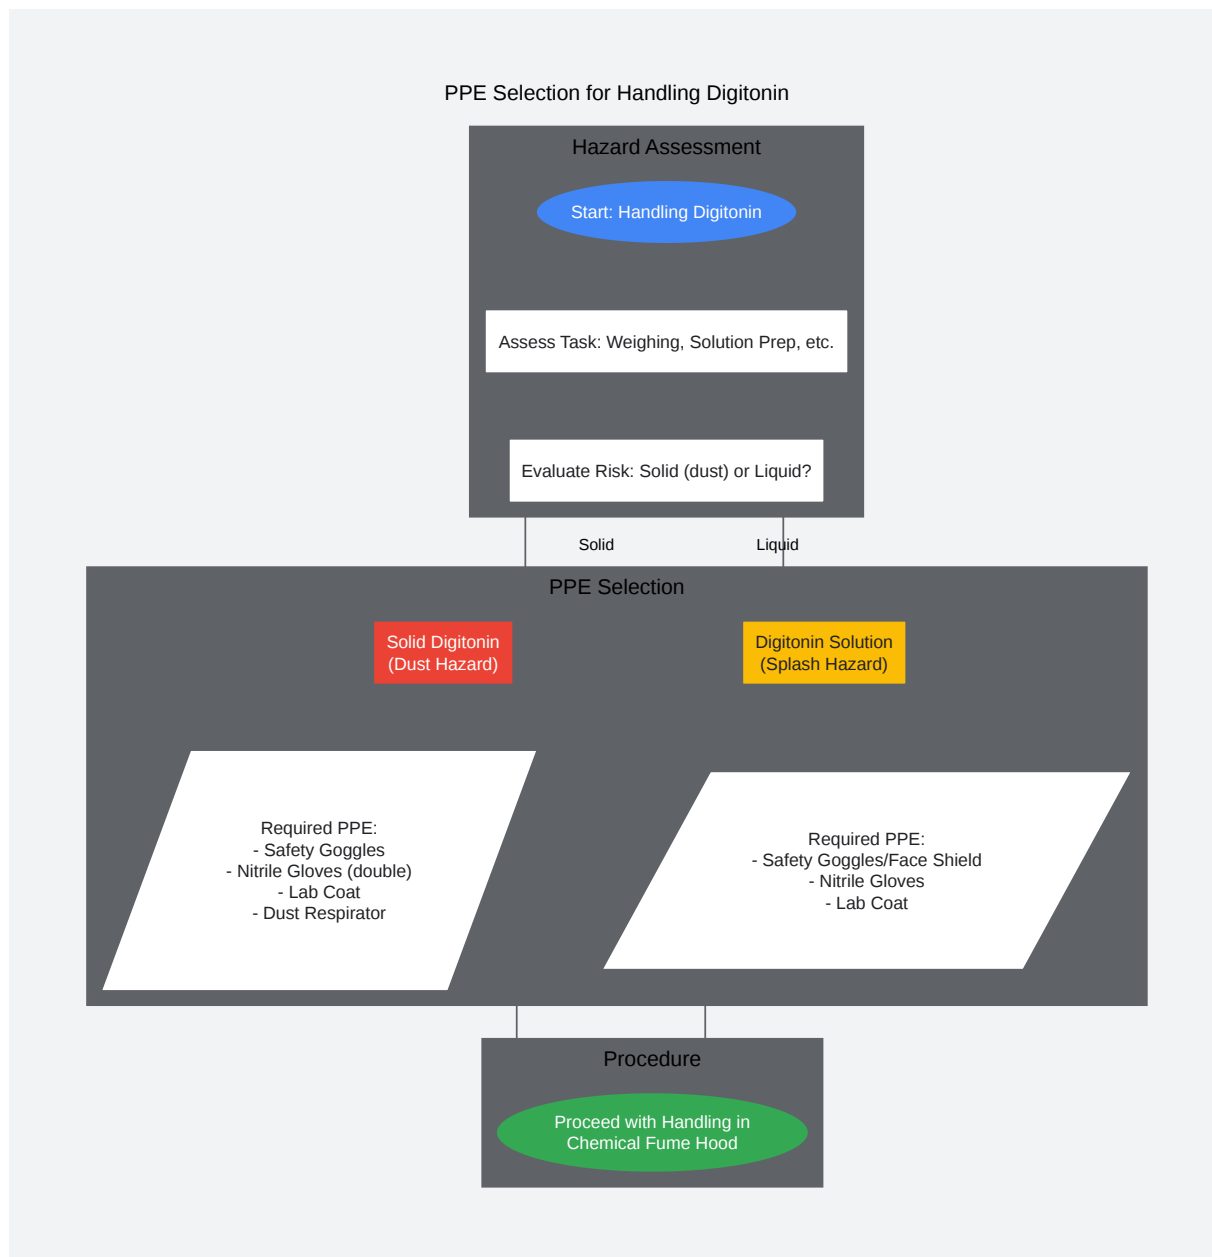 PPE Selection for Handling Digitonin
Hazard Assessment
Start: Handling Digitonin
Assess Task: Weighing, Solution Prep, etc.
Evaluate Risk: Solid (dust) or Liquid?
Solid
Liquid
PPE Selection
Solid Digitonin
(Dust Hazard)
Digitonin Solution
(Splash Hazard)
Required PPE:
- Safety Goggles
- Nitrile Gloves (double)
- Lab Coat
- Dust Respirator
Required PPE:
- Safety Goggles/Face Shield
- Nitrile Gloves
- Lab Coat
Procedure
Proceed with Handling in
Chemical Fume Hood